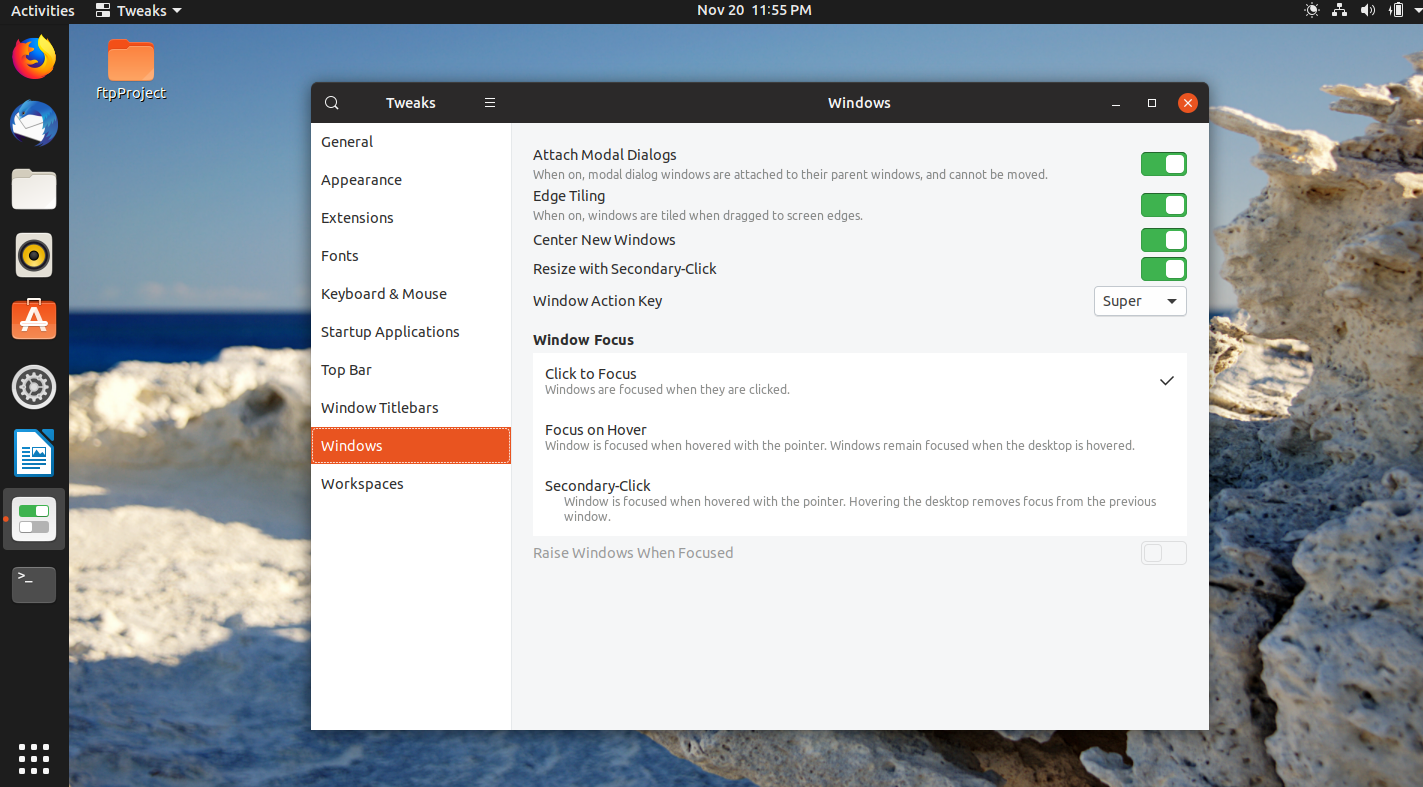 Activities
Tweaks
Nov 20 11:55 PM
ftpProject
Tweaks
Windows
General
Appearance
Extensions
Fonts
Keyboard & Mouse
Startup Applications
Top Bar
Window Titlebars
Windows
Workspaces
Attach Modal Dialogs
When on, modal dialog windows are attached to their parent windows, and cannot be moved.
Edge Tiling
When on, windows are tiled when dragged to screen edges.
Center New Windows
Resize with Secondary-Click
Window Action Key
Super
Window Focus
Click to Focus
Windows are focused when they are clicked.
Focus on Hover
Window is focused when hovered with the pointer. Windows remain focused when the desktop is hovered.
Secondary-Click
Window is focused when hovered with the pointer. Hovering the desktop removes focus from the previous
window.
Raise Windows When Focused
>_